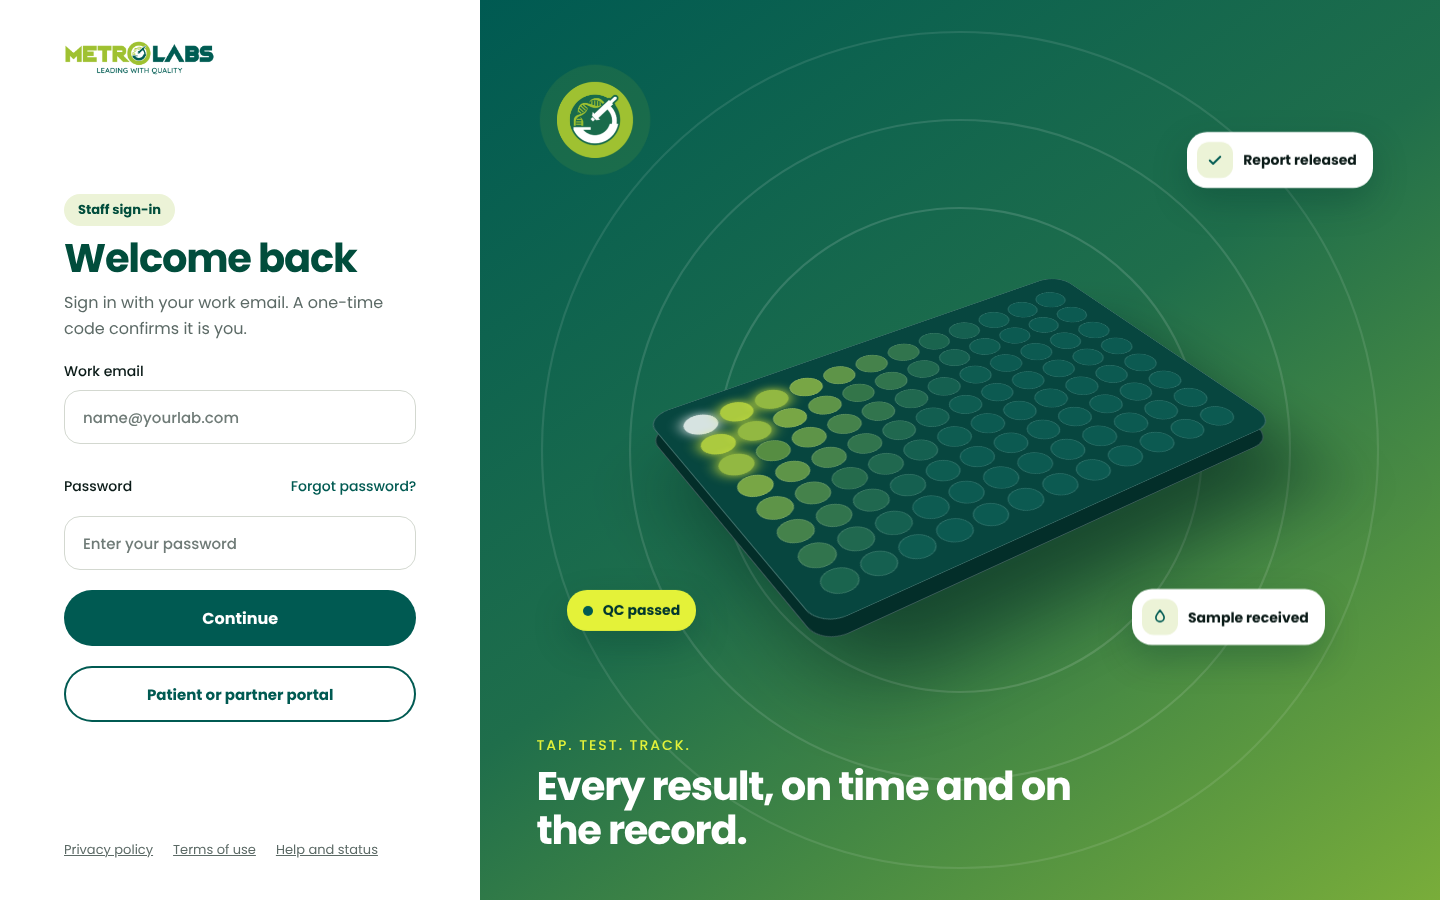 METROLABS
LEADING WITH QUALITY
Staff sign-in
Welcome back
Sign in with your work email. A one-time
code confirms it is you.
Work email
name@yourlab.com
Password
Forgot password?
Enter your password
Continue
Patient or partner portal
Privacy policy
Terms of use
Help and status
Report released
QC passed
Sample received
TAP. TEST. TRACK.
Every result, on time and on
the record.